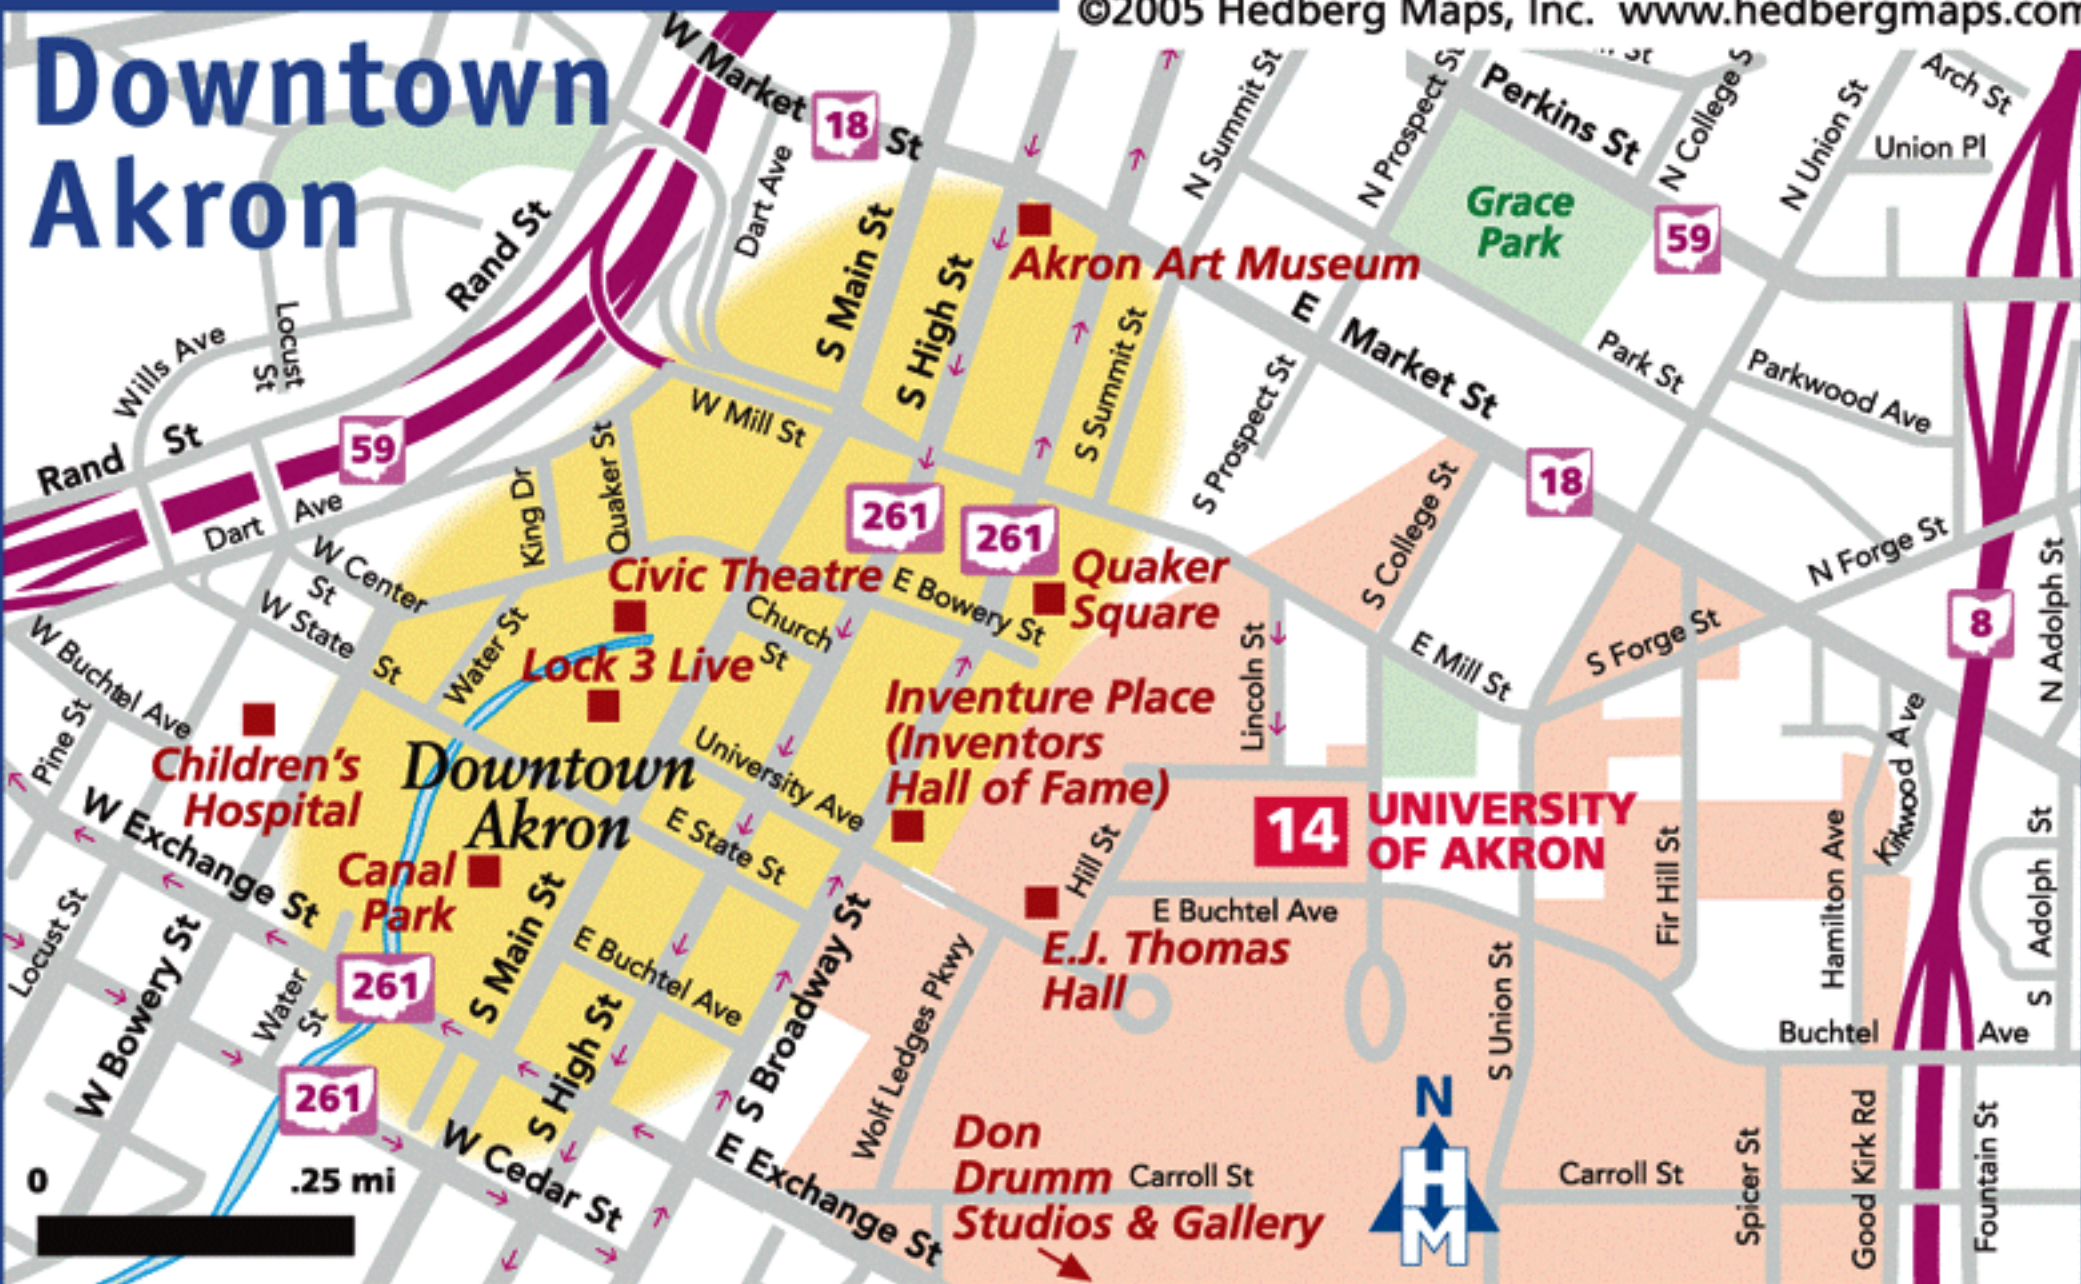 ©2005 Hedberg Maps, Inc. www.hedbergmaps.com
Downtown
Akron
W Market
18
St
Dart Ave
Rand St
Locust
St
Wills Ave
Rand St
59
Dart Ave
S Main St
S High St
Akron Art Museum
N Summit St
S Summit St
N Prospect St
Perkins St
N College S
Grace
Park
59
N Union St
Arch St
Union Pl
E Market St
S Prospect St
Park St
Parkwood Ave
18
N Forge St
8
N Adolph St
W Mill St
Quaker St
King Dr
261
261
Quaker
Square
Civic Theatre
E Bowery St
Church
St
Lock 3 Live
W Center
St
W State St
Water St
W Buchtel Ave
Pine St
Children's
Hospital
Downtown
Akron
Canal
Park
University Ave
E State St
Inventure Place
(Inventors
Hall of Fame)
Lincoln St
S College St
E Mill St
S Forge St
14
UNIVERSITY
OF AKRON
Hill St
E Buchtel Ave
E.J. Thomas
Hall
Fir Hill St
Hamilton Ave
Kirkwood Ave
S Adolph St
W Exchange St
Locust St
W Bowery St
Water
St
261
261
S Main St
E Buchtel Ave
S High St
S Broadway St
Wolf Ledges Pkwy
S Union St
Buchtel Ave
W Cedar St
E Exchange St
Don
Drumm
Studios & Gallery
Carroll St
N
H
M
Carroll St
Spicer St
Good Kirk Rd
Fountain St
0 .25 mi